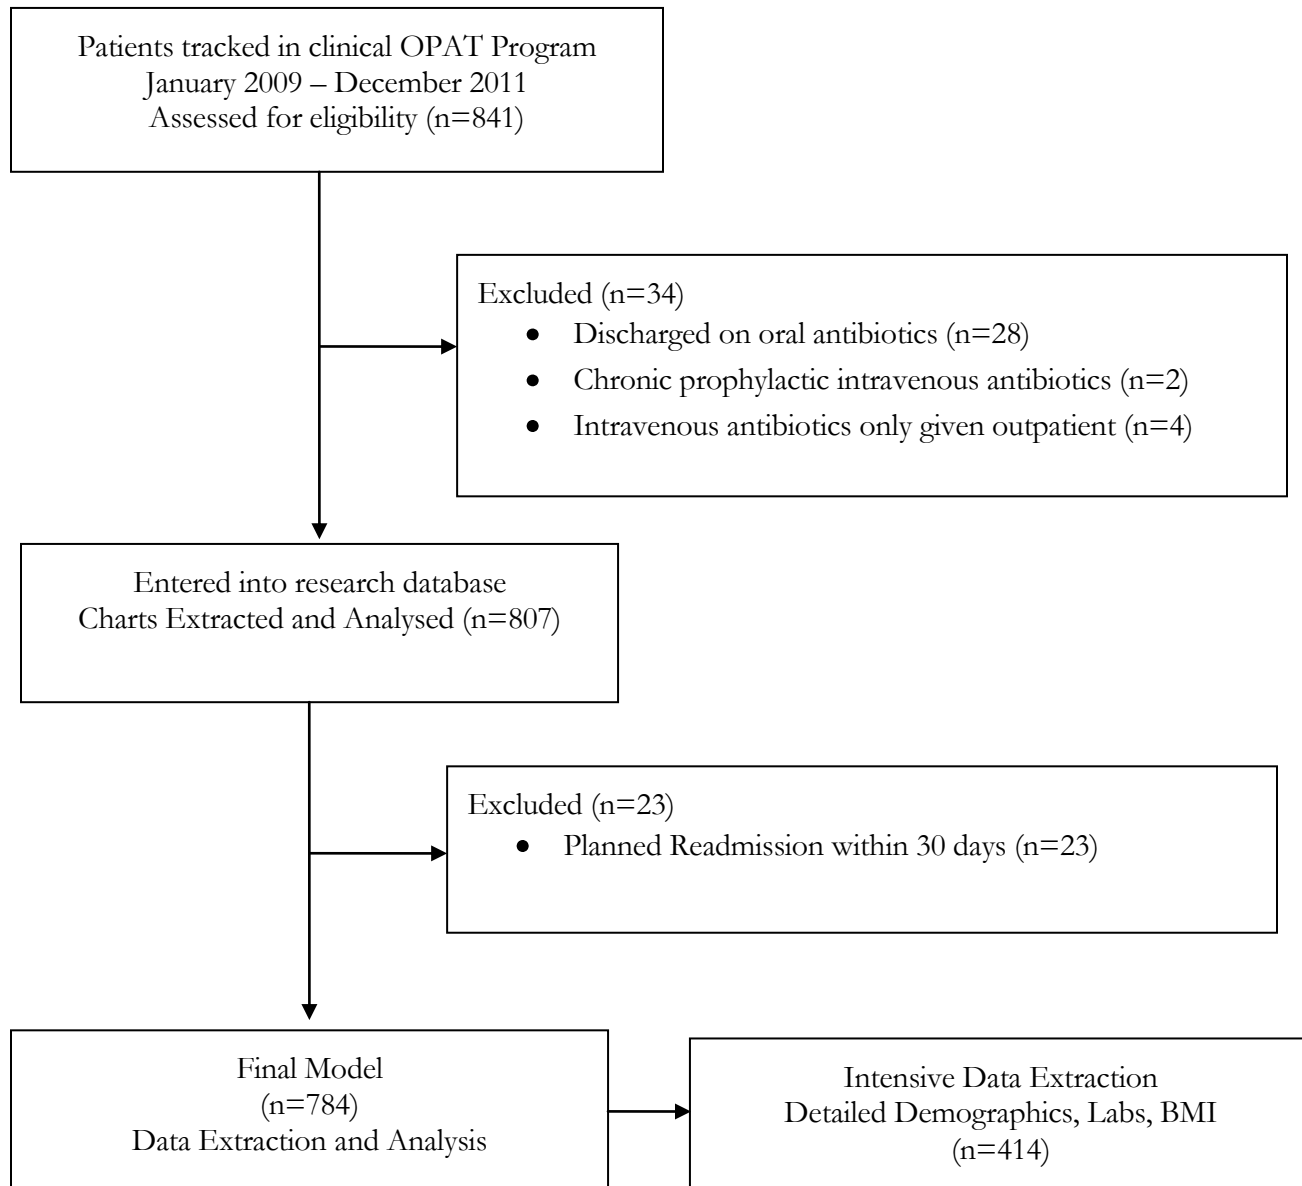 Patients tracked in clinical OPAT Program
January 2009 – December 2011
Assessed for eligibility (n=841)
Excluded (n=34)
● Discharged on oral antibiotics (n=28)
● Chronic prophylactic intravenous antibiotics (n=2)
● Intravenous antibiotics only given outpatient (n=4)
Entered into research database
Charts Extracted and Analysed (n=807)
Excluded (n=23)
● Planned Readmission within 30 days (n=23)
Final Model
(n=784)
Data Extraction and Analysis
Intensive Data Extraction
Detailed Demographics, Labs, BMI
(n=414)